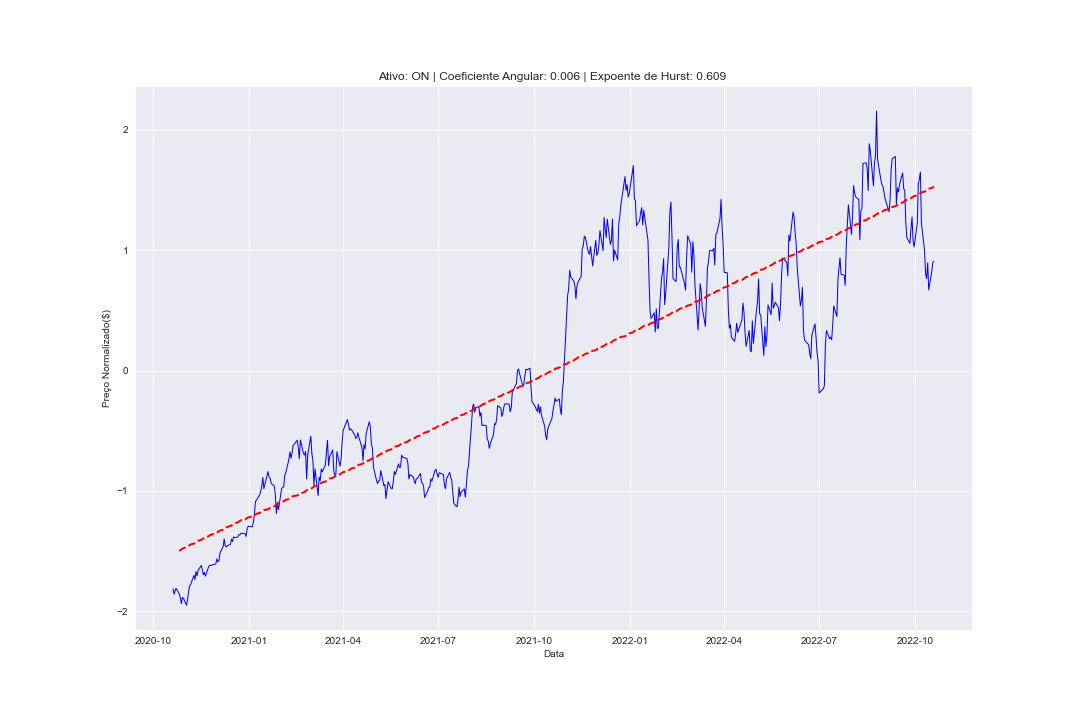 Ativo: ON | Coeficiente Angular: 0.006 | Expoente de Hurst: 0.609
2
1
0
−1
−2
Preço Normalizado($)
2020-10 2021-01 2021-04 2021-07 2021-10 2022-01 2022-04 2022-07 2022-10
Data